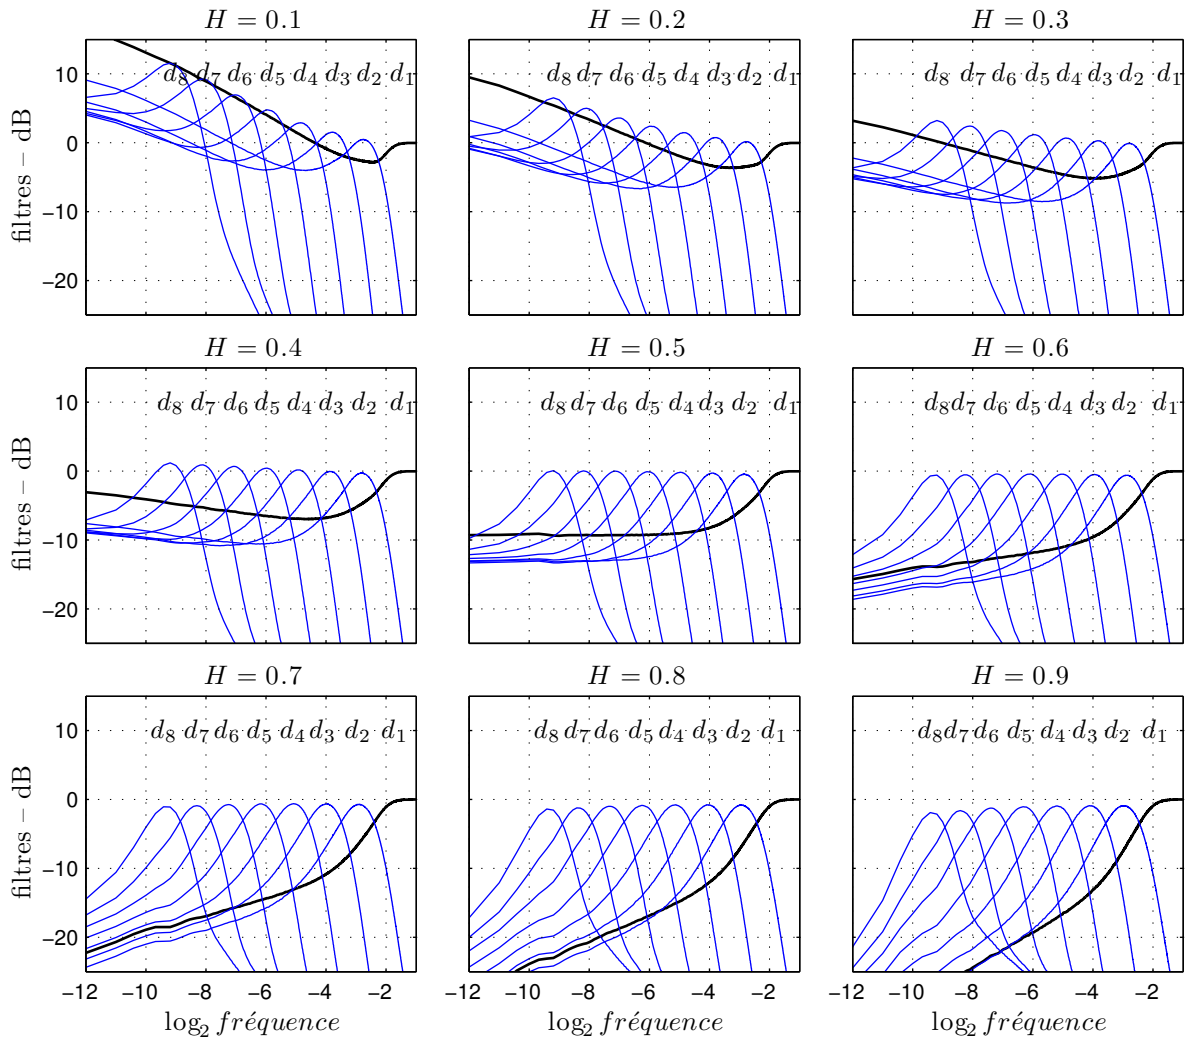 H = 0.1 H = 0.2 H = 0.3
filtres – dB
10
0
−10
−20
d8 d7 d6 d5 d4 d3 d2 d1
d8 d7 d6 d5 d4 d3 d2 d1
d8 d7 d6 d5 d4 d3 d2 d1
H = 0.4 H = 0.5 H = 0.6
filtres – dB
10
0
−10
−20
d8 d7 d6 d5 d4 d3 d2 d1
d8 d7 d6 d5 d4 d3 d2 d1
d8 d7 d6 d5 d4 d3 d2 d1
H = 0.7 H = 0.8 H = 0.9
filtres – dB
10
0
−10
−20
d8 d7 d6 d5 d4 d3 d2 d1
d8 d7 d6 d5 d4 d3 d2 d1
d8 d7 d6 d5 d4 d3 d2 d1
−12 −10 −8 −6 −4 −2 −12 −10 −8 −6 −4 −2 −12 −10 −8 −6 −4 −2
log2 fréquence log2 fréquence log2 fréquence